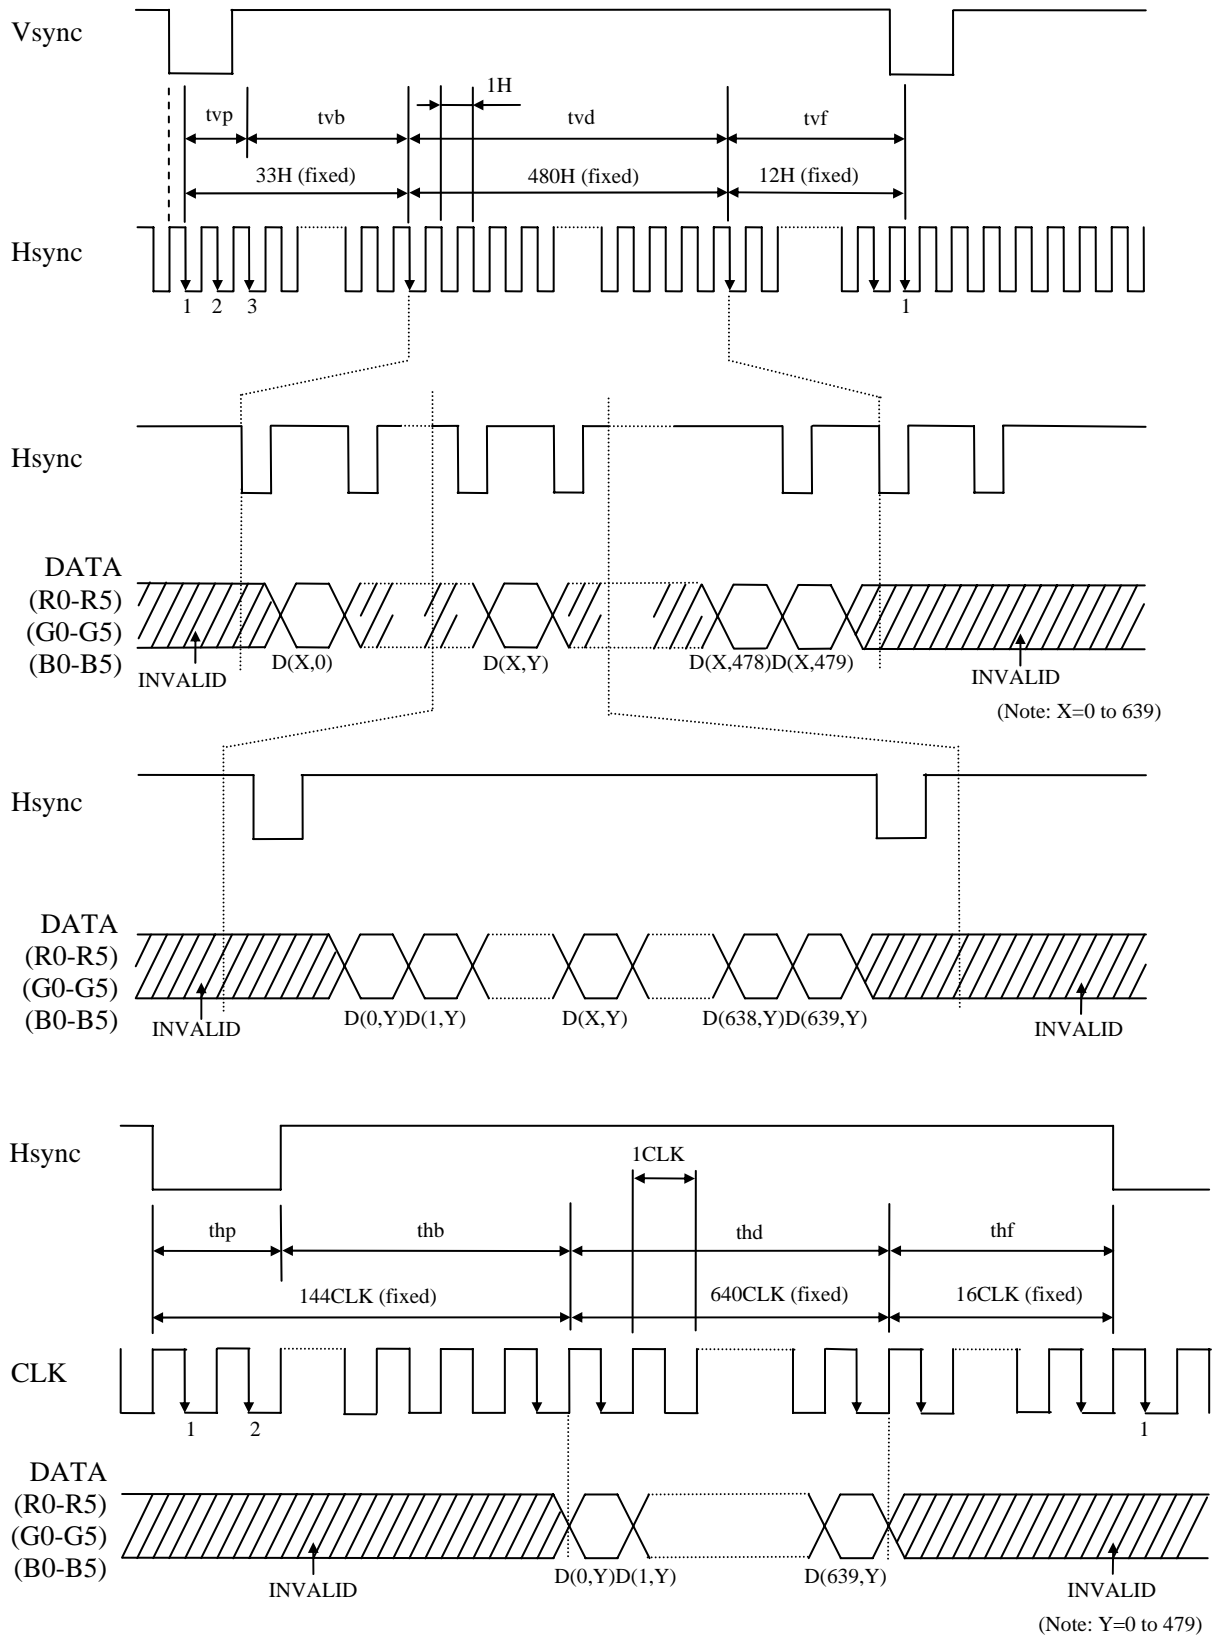 Vsync
1H
tvp
tvb
tvd
tvf
33H (fixed)
480H (fixed)
12H (fixed)
Hsync
1
2
3
1
Hsync
DATA
(R0-R5)
(G0-G5)
(B0-B5)
D(X,0)
D(X,Y)
D(X,478)D(X,479)
INVALID
INVALID
(Note: X=0 to 639)
Hsync
DATA
(R0-R5)
(G0-G5)
(B0-B5)
INVALID
D(0,Y)D(1,Y)
D(X,Y)
D(638,Y)D(639,Y)
INVALID
Hsync
1CLK
thp
thb
thd
thf
144CLK (fixed)
640CLK (fixed)
16CLK (fixed)
CLK
1
2
1
DATA
(R0-R5)
(G0-G5)
(B0-B5)
INVALID
D(0,Y)D(1,Y)
D(639,Y)
INVALID
(Note: Y=0 to 479)